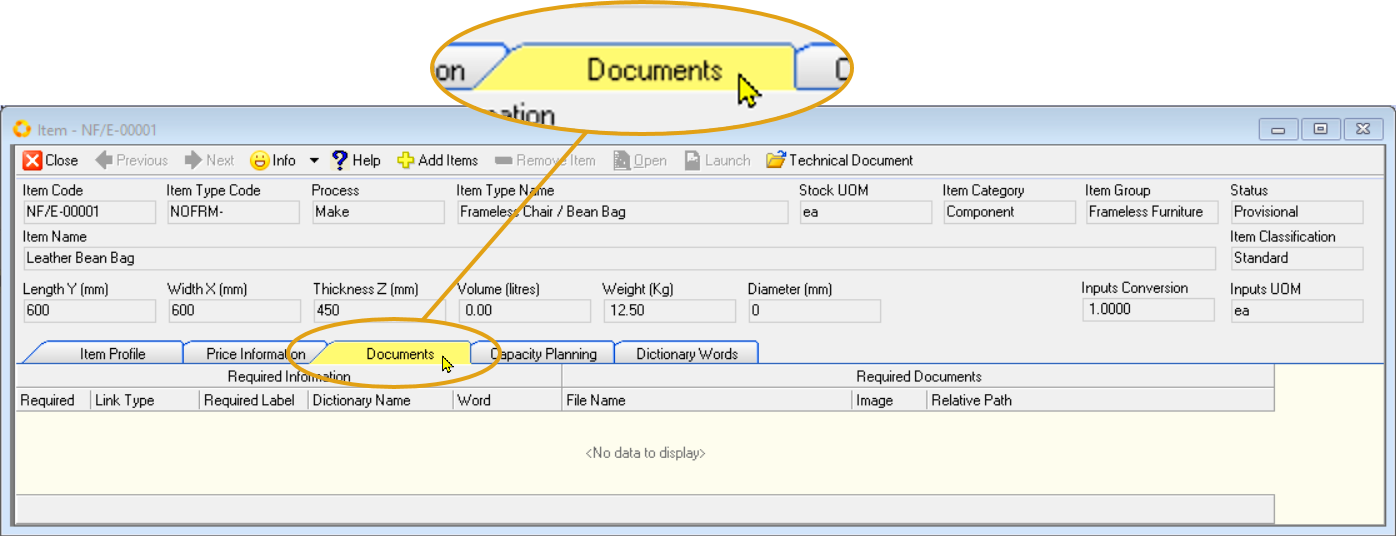 on Documents C
mation
Item - NF/E-00001
Close Previous Next Info Help Add Items Remove Item Open Launch Technical Document
Item Code Item Type Code Process Item Type Name Stock UOM Item Category Item Group Status
NF/E-00001 NOFRM- Make Frameless Chair / Bean Bag ea Component Frameless Furniture Provisional
Item Name Item Classification
Leather Bean Bag Standard
Length Y (mm) Width X (mm) Thickness Z (mm) Volume (litres) Weight (Kg) Diameter (mm) Inputs Conversion Inputs UOM
600 600 450 0.00 12.50 0 1.0000 ea
Item Profile Price Information Documents Capacity Planning Dictionary Words
Required Information Required Documents
Required Link Type Required Label Dictionary Name Word File Name Image Relative Path
<No data to display>